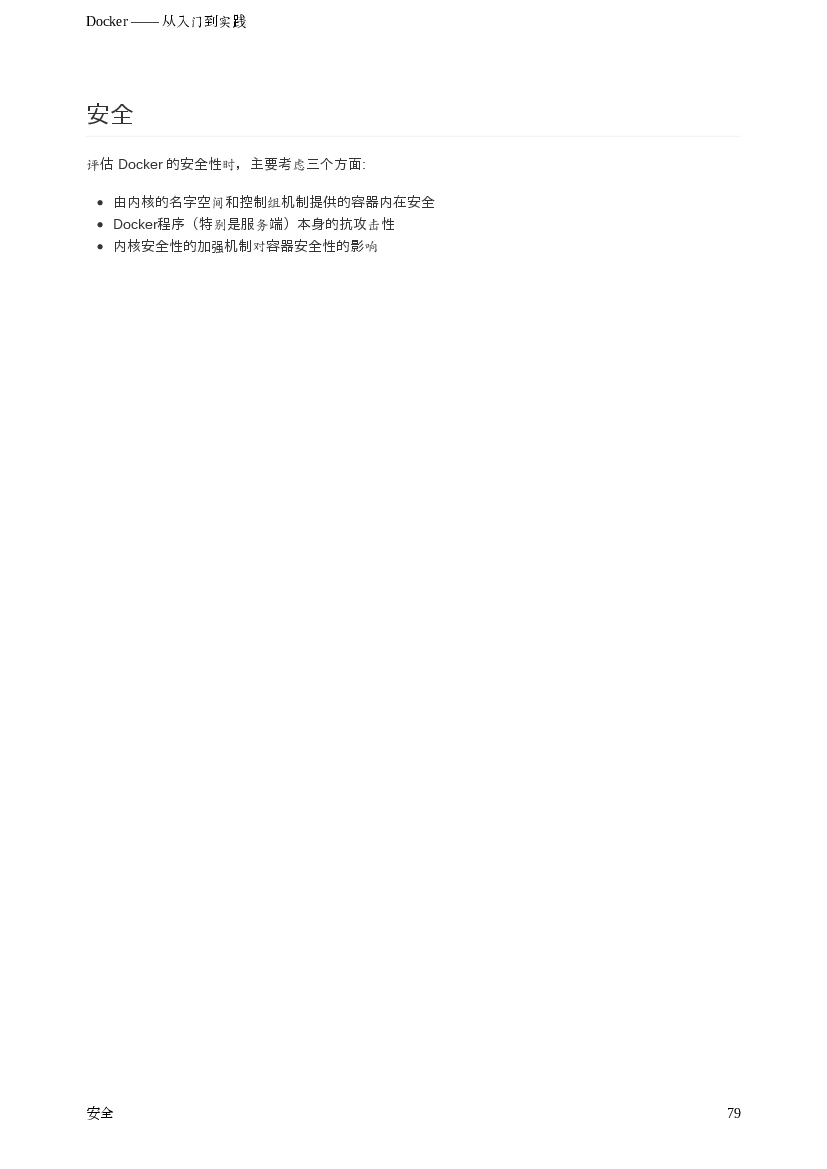 Docker —— 从入门到实践
安全
评估 Docker 的安全性时，主要考虑三个方面:
由内核的名字空间和控制组机制提供的容器内在安全
Docker程序（特别是服务端）本身的抗攻击性
内核安全性的加强机制对容器安全性的影响
安全 79